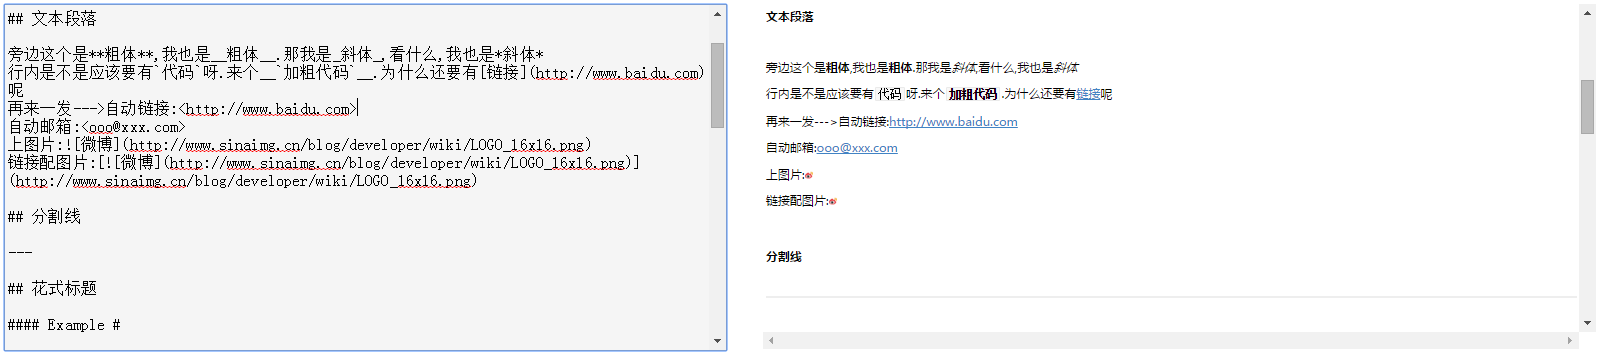 ## 文本段落
旁边这个是**粗体**,我也是__粗体__.那我是_斜体_,看什么,我也是*斜体*
行内是不是应该要有`代码`呀.来个__`加粗代码`__.为什么还要有[链接](http://www.baidu.com)
呢
再来一发--->自动链接:<http://www.baidu.com>
自动邮箱:<ooo@xxx.com>
上图片:![微博](http://www.sinaimg.cn/blog/developer/wiki/LOGO_16x16.png)
链接配图片:[![微博](http://www.sinaimg.cn/blog/developer/wiki/LOGO_16x16.png)]
(http://www.sinaimg.cn/blog/developer/wiki/LOGO_16x16.png)
## 分割线
---
## 花式标题
#### Example #
文本段落
旁边这个是粗体,我也是粗体.那我是斜体,看什么,我也是斜体
行内是不是应该要有 代码 呀.来个 加粗代码 .为什么还要有链接呢
再来一发--->自动链接:http://www.baidu.com
自动邮箱:ooo@xxx.com
上图片:
链接配图片:
分割线